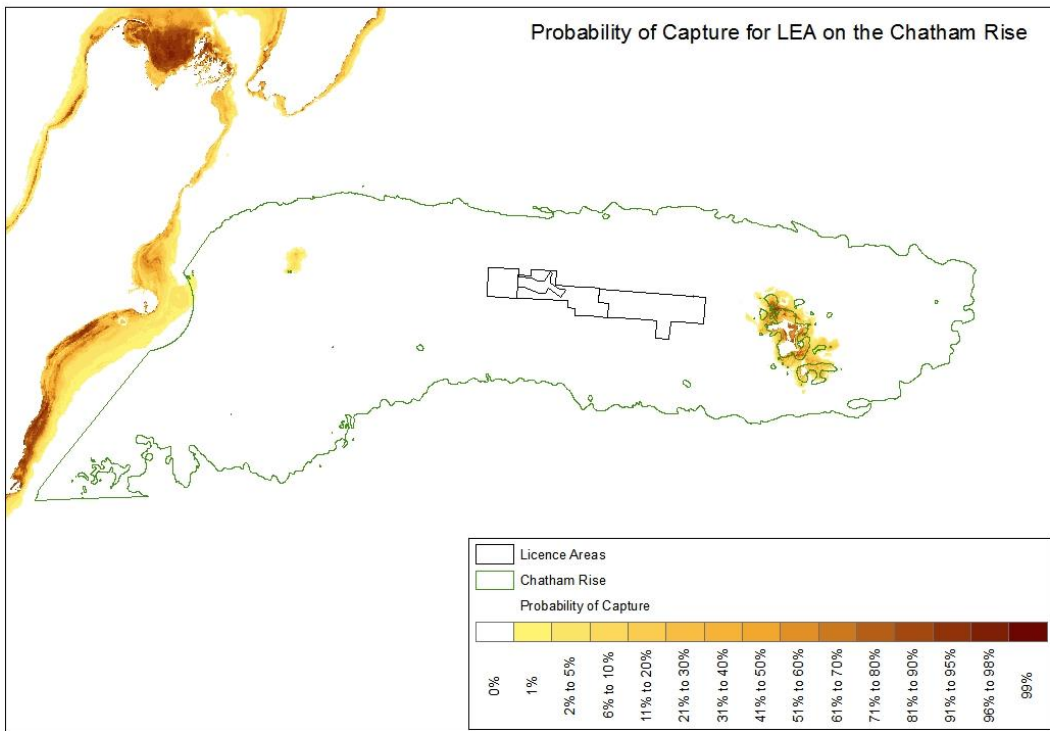 Probability of Capture for LEA on the Chatham Rise
Licence Areas
Chatham Rise
Probability of Capture
0%
1%
2% to 5%
6% to 10%
11% to 20%
21% to 30%
31% to 40%
41% to 50%
51% to 60%
61% to 70%
71% to 80%
81% to 90%
91% to 95%
96% to 98%
99%